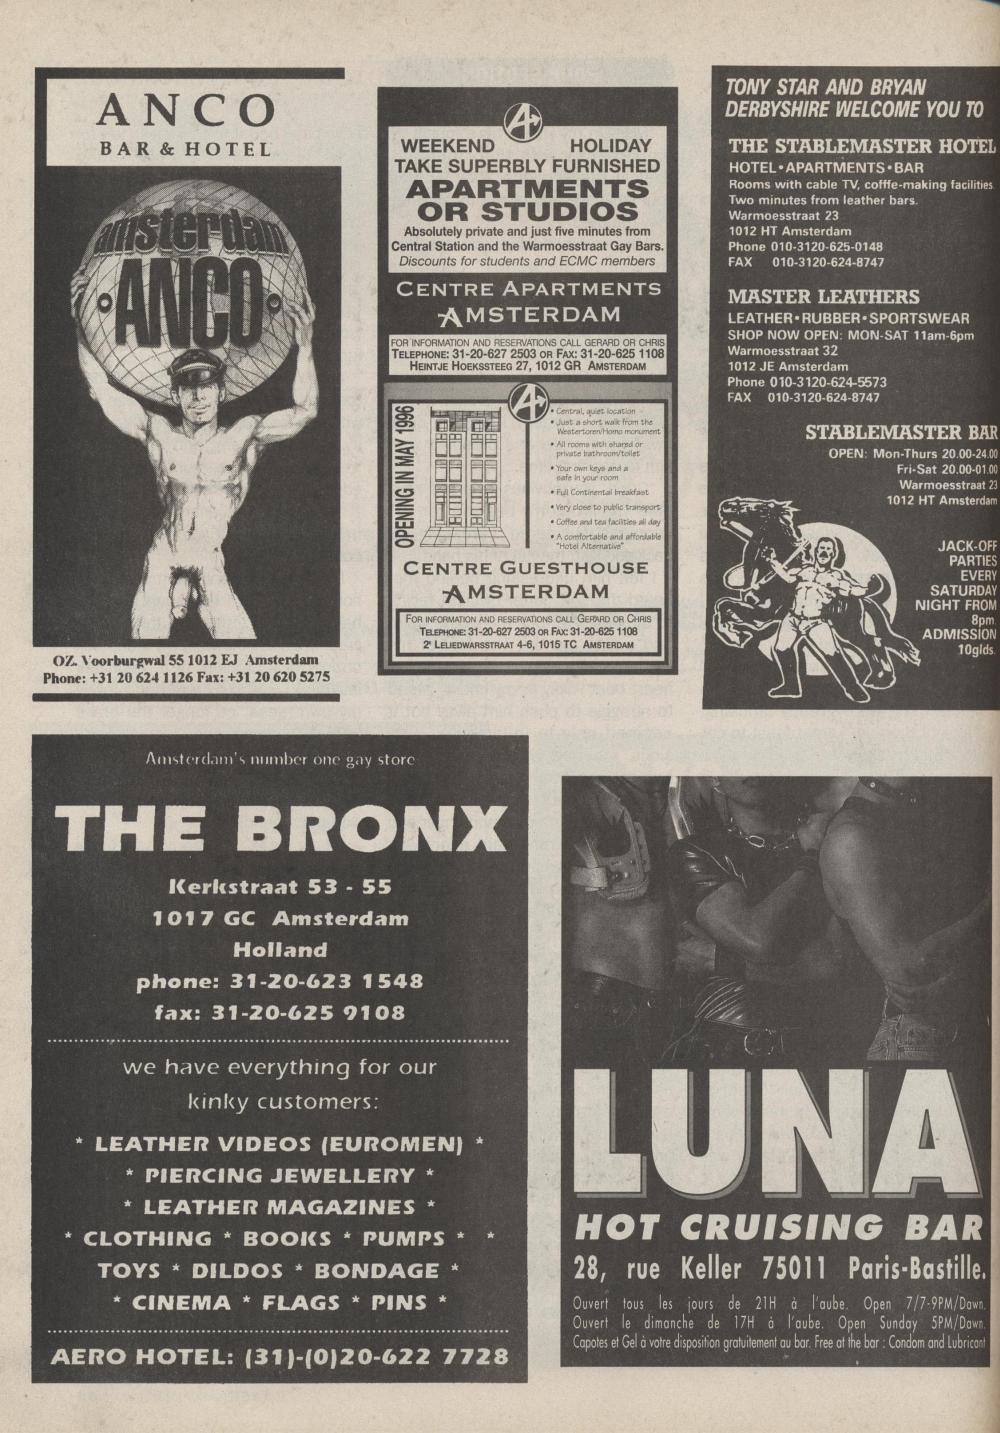 ANCO
BAR & HOTEL
amsterdam
ANCO
OZ. Voorburgwal 55 1012 EJ Amsterdam
Phone: +31 20 624 1126 Fax: +31 20 620 5275
A
WEEKEND HOLIDAY
TAKE SUPERBLY FURNISHED
APARTMENTS
OR STUDIOS
Absolutely private and just five minutes from
Central Station and the Warmoesstraat Gay Bars.
Discounts for students and ECMC members
CENTRE APARTMENTS
AMSTERDAM
FOR INFORMATION AND RESERVATIONS CALL GERARD OR CHRIS
TELEPHONE: 31-20-627 2503 OR FAX: 31-20-625 1108
HEINTJE HOEKSSTEEG 27, 1012 GR AMSTERDAM
A
OPENING IN MAY 1996
• Central, quiet location
• Just a short walk from the
Westertoren/Homo monument
• All rooms with shared or
private bathroom/toilet
• Your own keys and a
safe in your room
• Full Continental breakfast
• Very close to public transport
• Coffee and tea facilities all day
• A comfortable and affordable
"Hotel Alternative"
CENTRE GUESTHOUSE
AMSTERDAM
FOR INFORMATION AND RESERVATIONS CALL GERARD OR CHRIS
TELEPHONE: 31-20-627 2503 OR FAX: 31-20-625 1108
2e LELIEDWARSSTRAAT 4-6, 1015 TC AMSTERDAM
TONY STAR AND BRYAN
DERBYSHIRE WELCOME YOU TO
THE STABLEMASTER HOTEL
HOTEL•APARTMENTS•BAR
Rooms with cable TV, cofffe-making facilities.
Two minutes from leather bars.
Warmoesstraat 23
1012 HT Amsterdam
Phone 010-3120-625-0148
FAX 010-3120-624-8747
MASTER LEATHERS
LEATHER•RUBBER•SPORTSWEAR
SHOP NOW OPEN: MON-SAT 11am-6pm
Warmoesstraat 32
1012 JE Amsterdam
Phone 010-3120-624-5573
FAX 010-3120-624-8747
STABLEMASTER BAR
OPEN: Mon-Thurs 20.00-24.00
Fri-Sat 20.00-01.00
Warmoesstraat 23
1012 HT Amsterdam
JACK-OFF
PARTIES
EVERY
SATURDAY
NIGHT FROM
8pm.
ADMISSION
10glds.
Amsterdam's number one gay store
THE BRONX
Kerkstraat 53 - 55
1017 GC Amsterdam
Holland
phone: 31-20-623 1548
fax: 31-20-625 9108
we have everything for our
kinky customers:
* LEATHER VIDEOS (EUROMEN) *
* PIERCING JEWELLERY *
* LEATHER MAGAZINES *
* CLOTHING * BOOKS * PUMPS * *
TOYS * DILDOS * BONDAGE *
* CINEMA * FLAGS * PINS *
AERO HOTEL: (31)-(0)20-622 7728
LUNA
HOT CRUISING BAR
28, rue Keller 75011 Paris-Bastille.
Ouvert tous les jours de 21H à l'aube. Open 7/7-9PM/Dawn.
Ouvert le dimanche de 17H à l'aube. Open Sunday 5PM/Dawn.
Capotes et Gel à votre disposition gratuitement au bar. Free at the bar : Condom and Lubricant